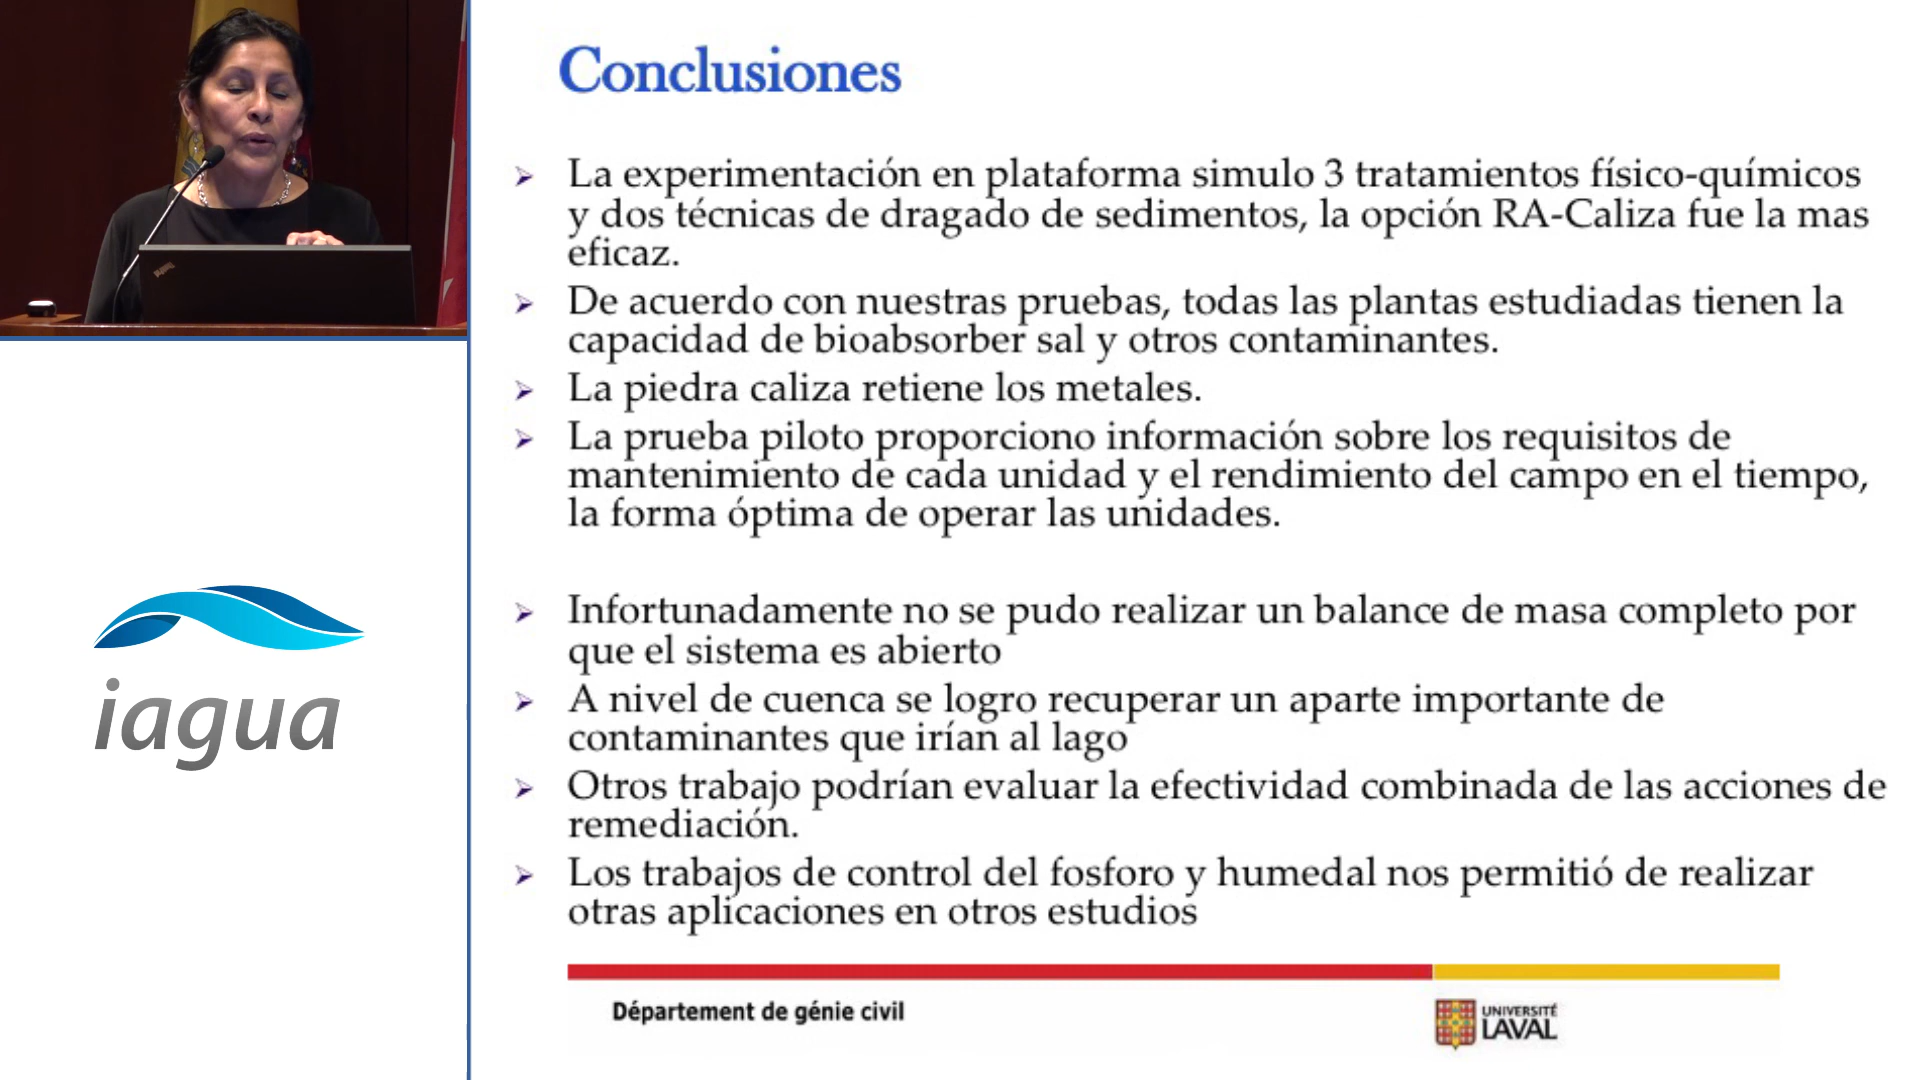 Conclusiones
La experimentación en plataforma simulo 3 tratamientos físico-químicos
y dos técnicas de dragado de sedimentos, la opción RA-Caliza fue la mas
eficaz.
De acuerdo con nuestras pruebas, todas las plantas estudiadas tienen la
capacidad de bioabsorber sal y otros contaminantes.
La piedra caliza retiene los metales.
La prueba piloto proporciono información sobre los requisitos de
mantenimiento de cada unidad y el rendimiento del campo en el tiempo,
la forma óptima de operar las unidades.
Infortunadamente no se pudo realizar un balance de masa completo por
que el sistema es abierto
A nivel de cuenca se logro recuperar un aparte importante de
contaminantes que irían al lago
Otros trabajo podrían evaluar la efectividad combinada de las acciones de
remediación.
Los trabajos de control del fosforo y humedal nos permitió de realizar
otras aplicaciones en otros estudios
Département de génie civil
UNIVERSITÉ
LAVAL
iagua